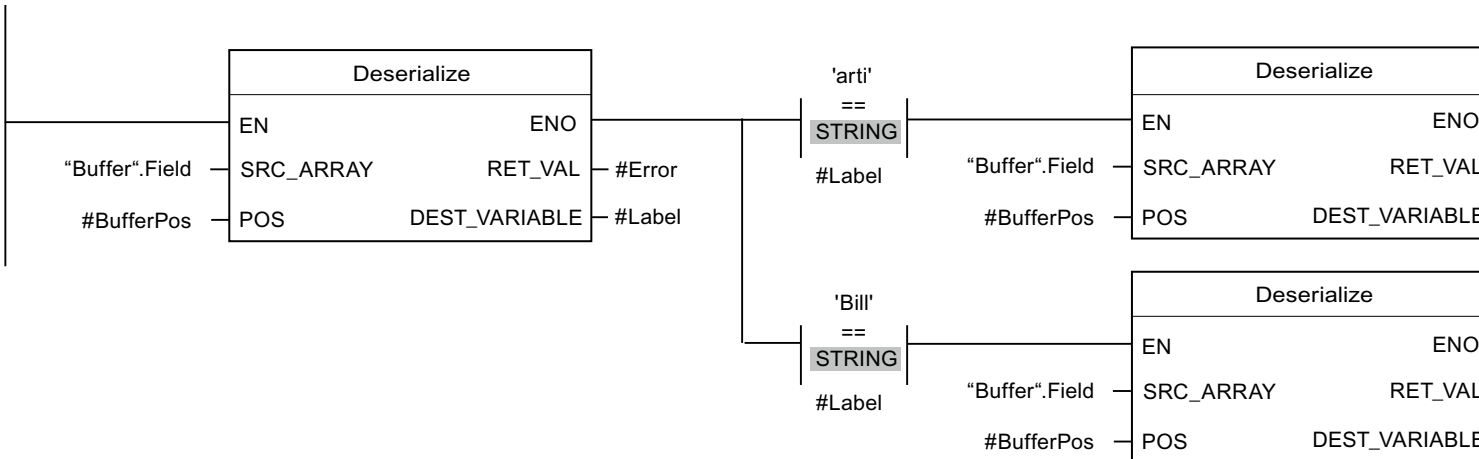 Deserialize
EN ENO
"Buffer“.Field SRC_ARRAY RET_VAL #Error
#BufferPos POS DEST_VARIABLE #Label
'arti'
==
STRING
#Label
Deserialize
EN ENO
"Buffer“.Field SRC_ARRAY RET_VAL
#BufferPos POS DEST_VARIABLE
'Bill'
==
STRING
#Label
Deserialize
EN ENO
"Buffer“.Field SRC_ARRAY RET_VAL
#BufferPos POS DEST_VARIABLE